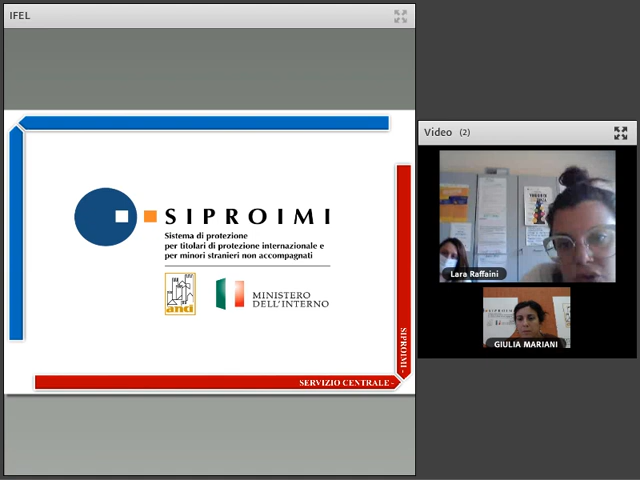 IFEL
SIPROIMI
Sistema di protezione
per titolari di protezione internazionale e
per minori stranieri non accompagnati
anci
MINISTERO
DELL'INTERNO
SIPROIMI -
SERVIZIO CENTRALE -
Video (2)
Lara Raffaini
GIULIA MARIANI